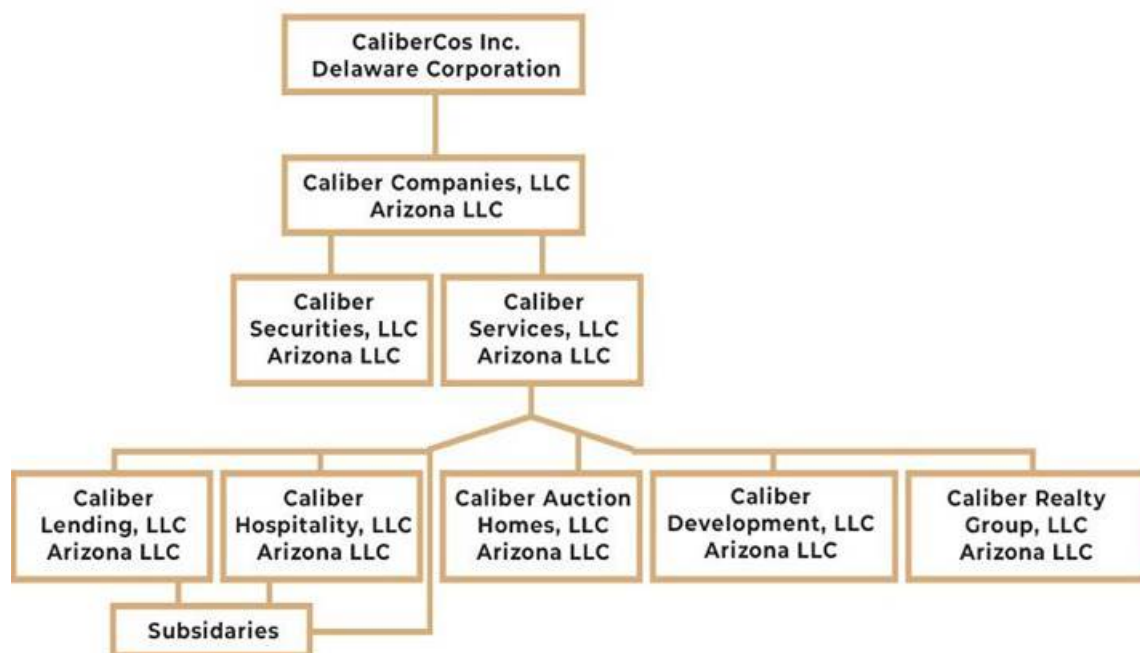 CaliberCos Inc.
Delaware Corporation
Caliber Companies, LLC
Arizona LLC
Caliber
Securities, LLC
Arizona LLC
Caliber
Services, LLC
Arizona LLC
Caliber
Lending, LLC
Arizona LLC
Caliber
Hospitality, LLC
Arizona LLC
Caliber Auction
Homes, LLC
Arizona LLC
Caliber
Development, LLC
Arizona LLC
Caliber Realty
Group, LLC
Arizona LLC
Subsidaries